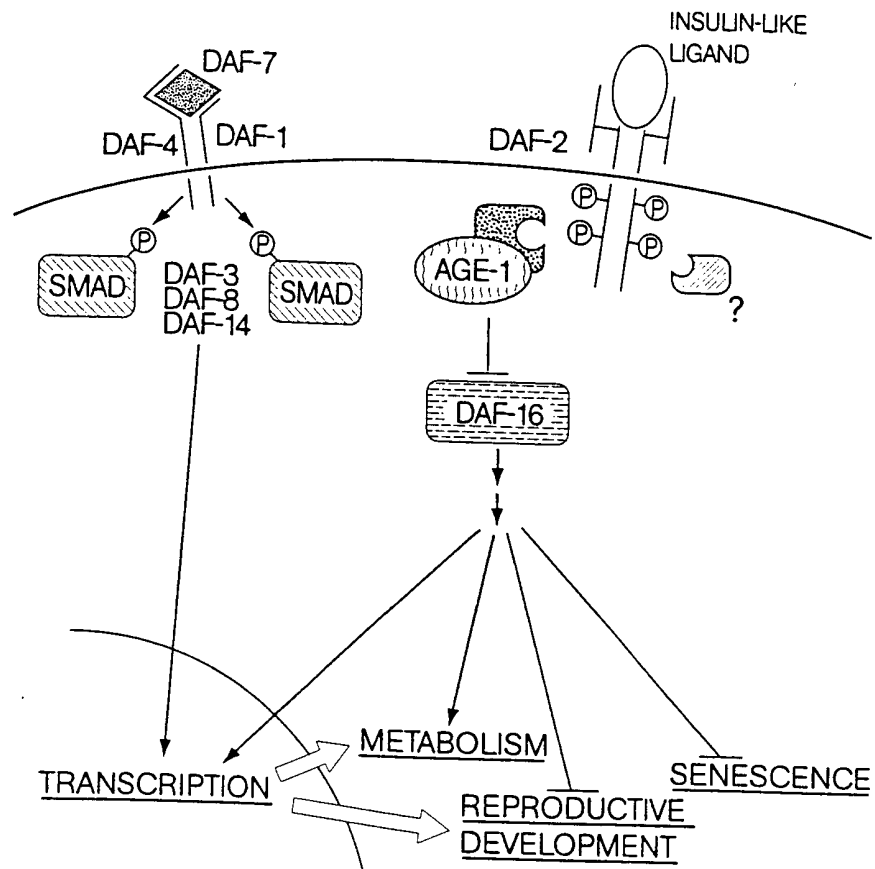 INSULIN-LIKE
LIGAND
DAF-7
DAF-4
DAF-1
DAF-2
P
P
P
P
P
P
SMAD
DAF-3
DAF-8
DAF-14
SMAD
AGE-1
?
DAF-16
METABOLISM
TRANSCRIPTION
SENESCENCE
REPRODUCTIVE
DEVELOPMENT